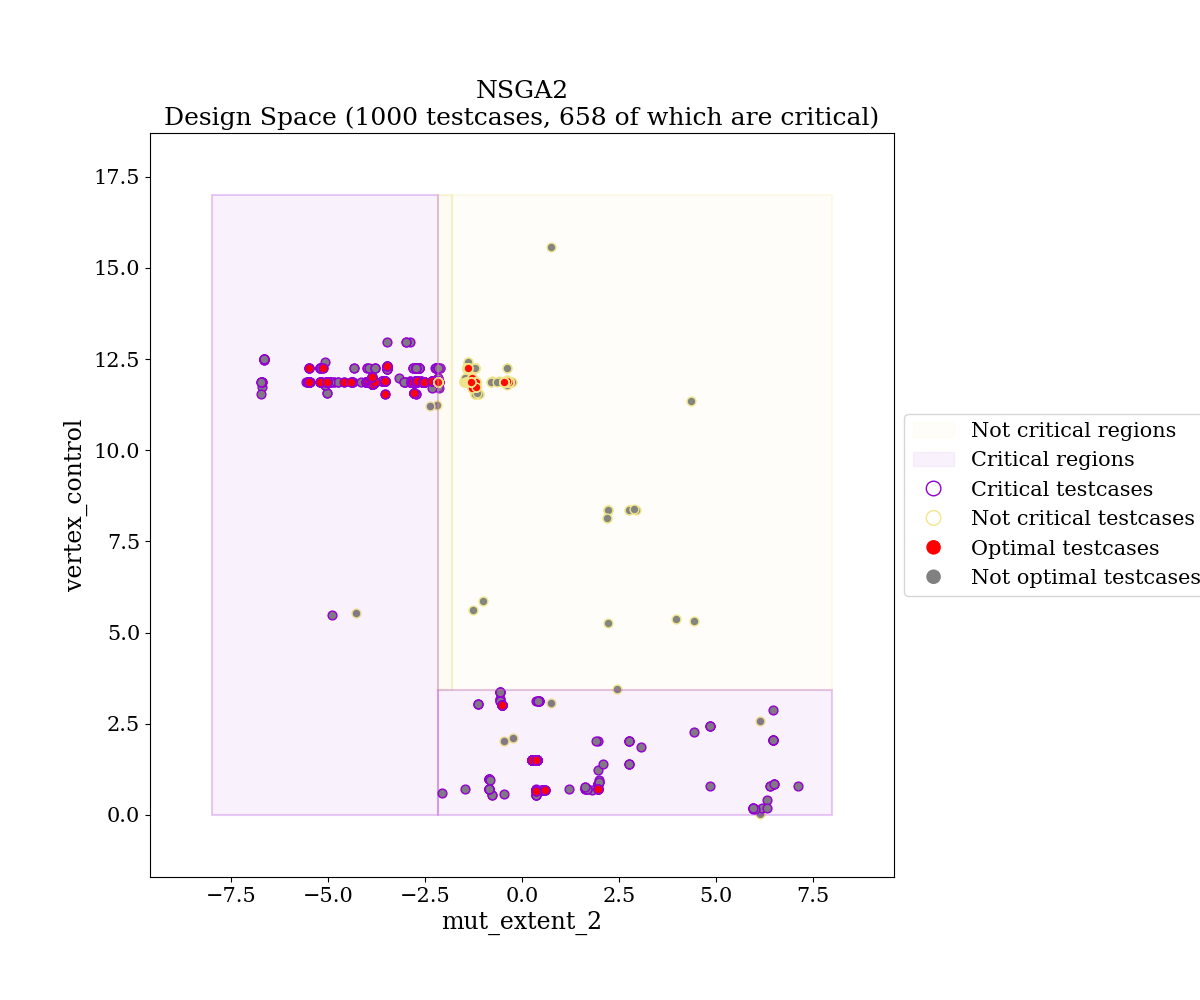 NSGA2
Design Space (1000 testcases, 658 of which are critical)
17.5
15.0
12.5
10.0
7.5
5.0
2.5
0.0
vertex_control
−7.5
−5.0
−2.5
0.0
2.5
5.0
7.5
mut_extent_2
Not critical regions
Critical regions
Critical testcases
Not critical testcases
Optimal testcases
Not optimal testcases